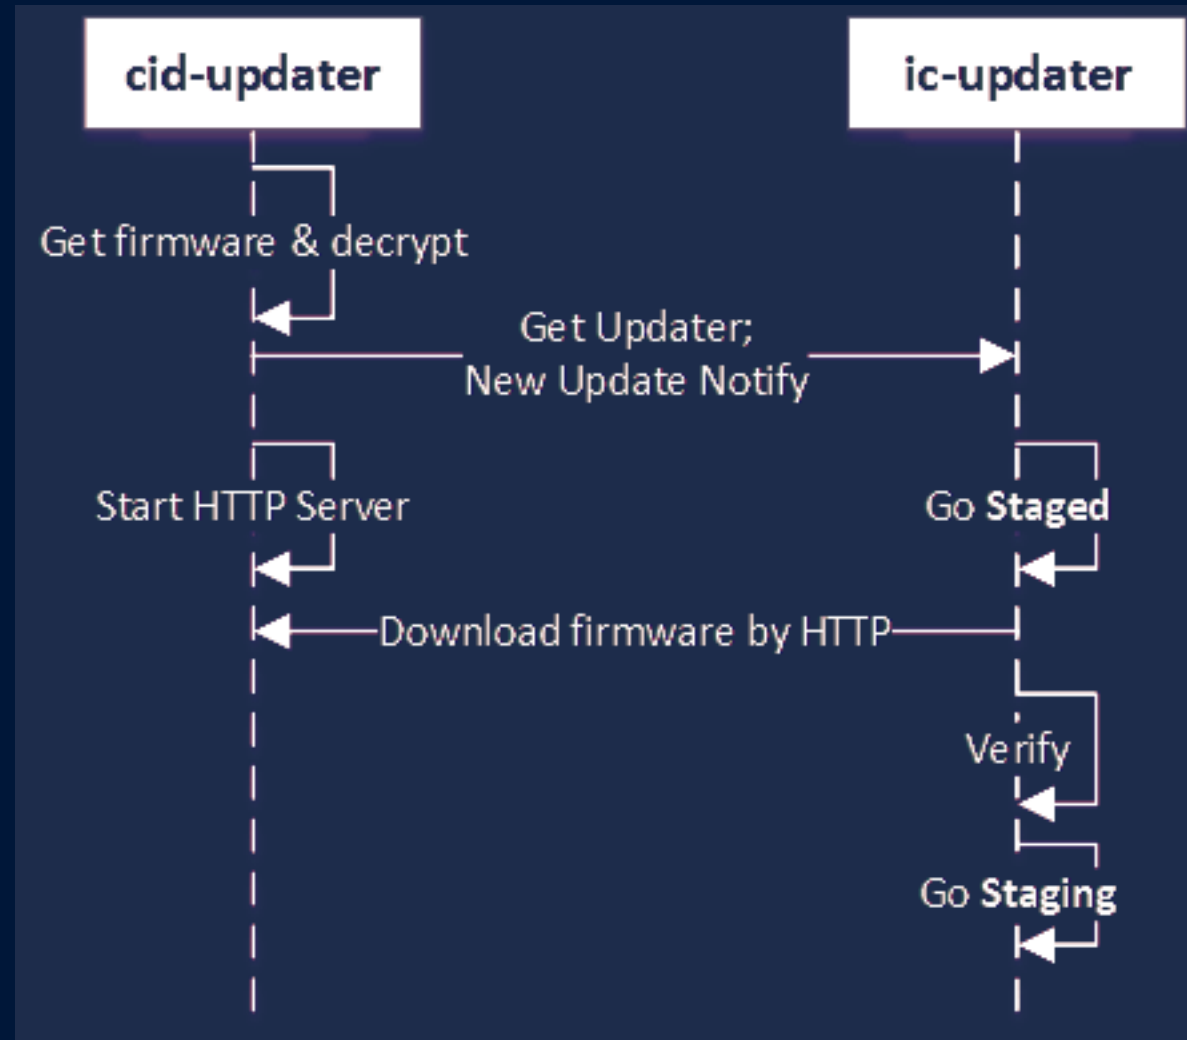 cid-updater
ic-updater
Get firmware & decrypt
Get Updater;
New Update Notify
Start HTTP Server
Go Staged
Download firmware by HTTP
Verify
Go Staging